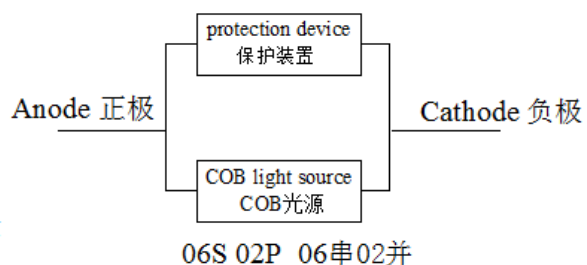 protection device
保护装置
Anode 正极
Cathode 负极
COB light source
COB光源
06S 02P 06串02并